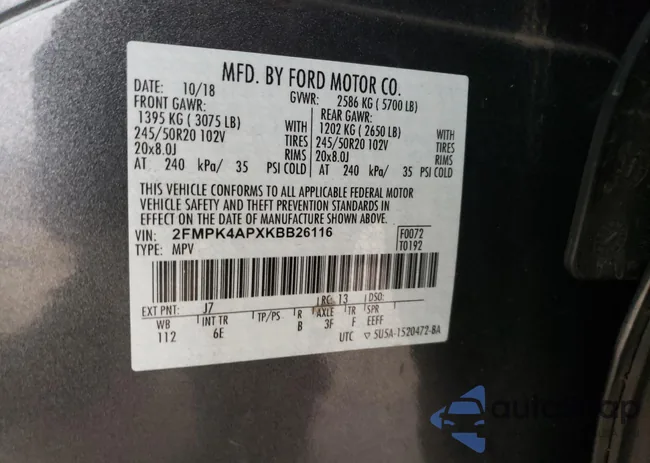 MFD. BY FORD MOTOR CO.
DATE: 10/18 GVWR: 2586 KG ( 5700 LB)
FRONT GAWR: REAR GAWR:
1395 KG ( 3075 LB) WITH 1202 KG ( 2650 LB) WITH
245/50R20 102V TIRES 245/50R20 102V TIRES
20x8.0J RIMS 20x8.0J RIMS
AT 240 kPa/ 35 PSI COLD AT 240 kPa/ 35 PSI COLD
THIS VEHICLE CONFORMS TO ALL APPLICABLE FEDERAL MOTOR
VEHICLE SAFETY AND THEFT PREVENTION STANDARDS IN
EFFECT ON THE DATE OF MANUFACTURE SHOWN ABOVE.
VIN: 2FMPK4APXKBB26116 F0072
TYPE: MPV T0192
EXT PNT: J7 RC: 13 DSO:
WB INT TR TP/PS R AXLE TR SPR
112 6E B 3F F EEFF
UTC 5U5A-1520472-BA